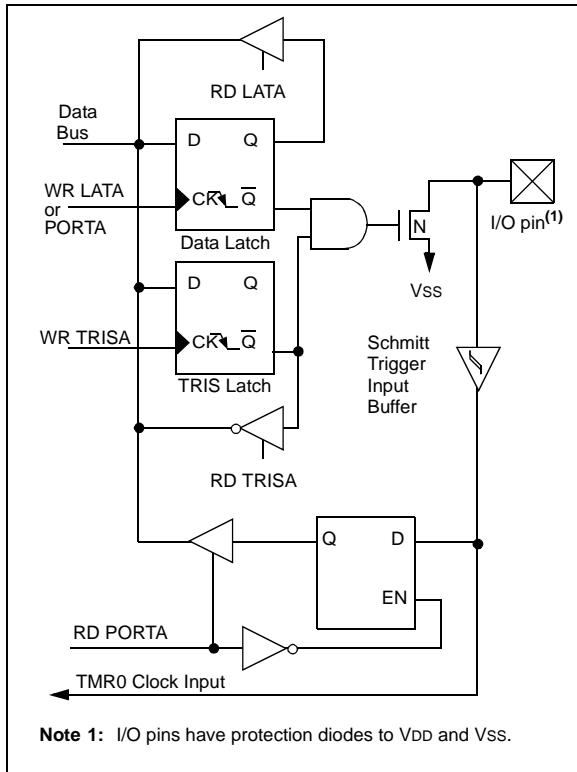 RD LATA
Data
Bus
D Q
WR LATA
or
PORTA
CK Q
Data Latch
N
I/O pin(1)
VSS
D Q
WR TRISA
CK Q
TRIS Latch
Schmitt
Trigger
Input
Buffer
RD TRISA
Q D
EN
RD PORTA
TMR0 Clock Input
Note 1: I/O pins have protection diodes to VDD and VSS.